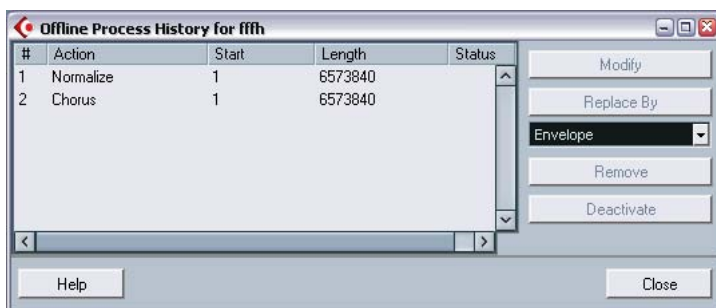 Offline Process History for fffh
# Action Start Length Status
1 Normalize 1 6573840
2 Chorus 1 6573840
Modify
Replace By
Envelope
Remove
Deactivate
Help
Close